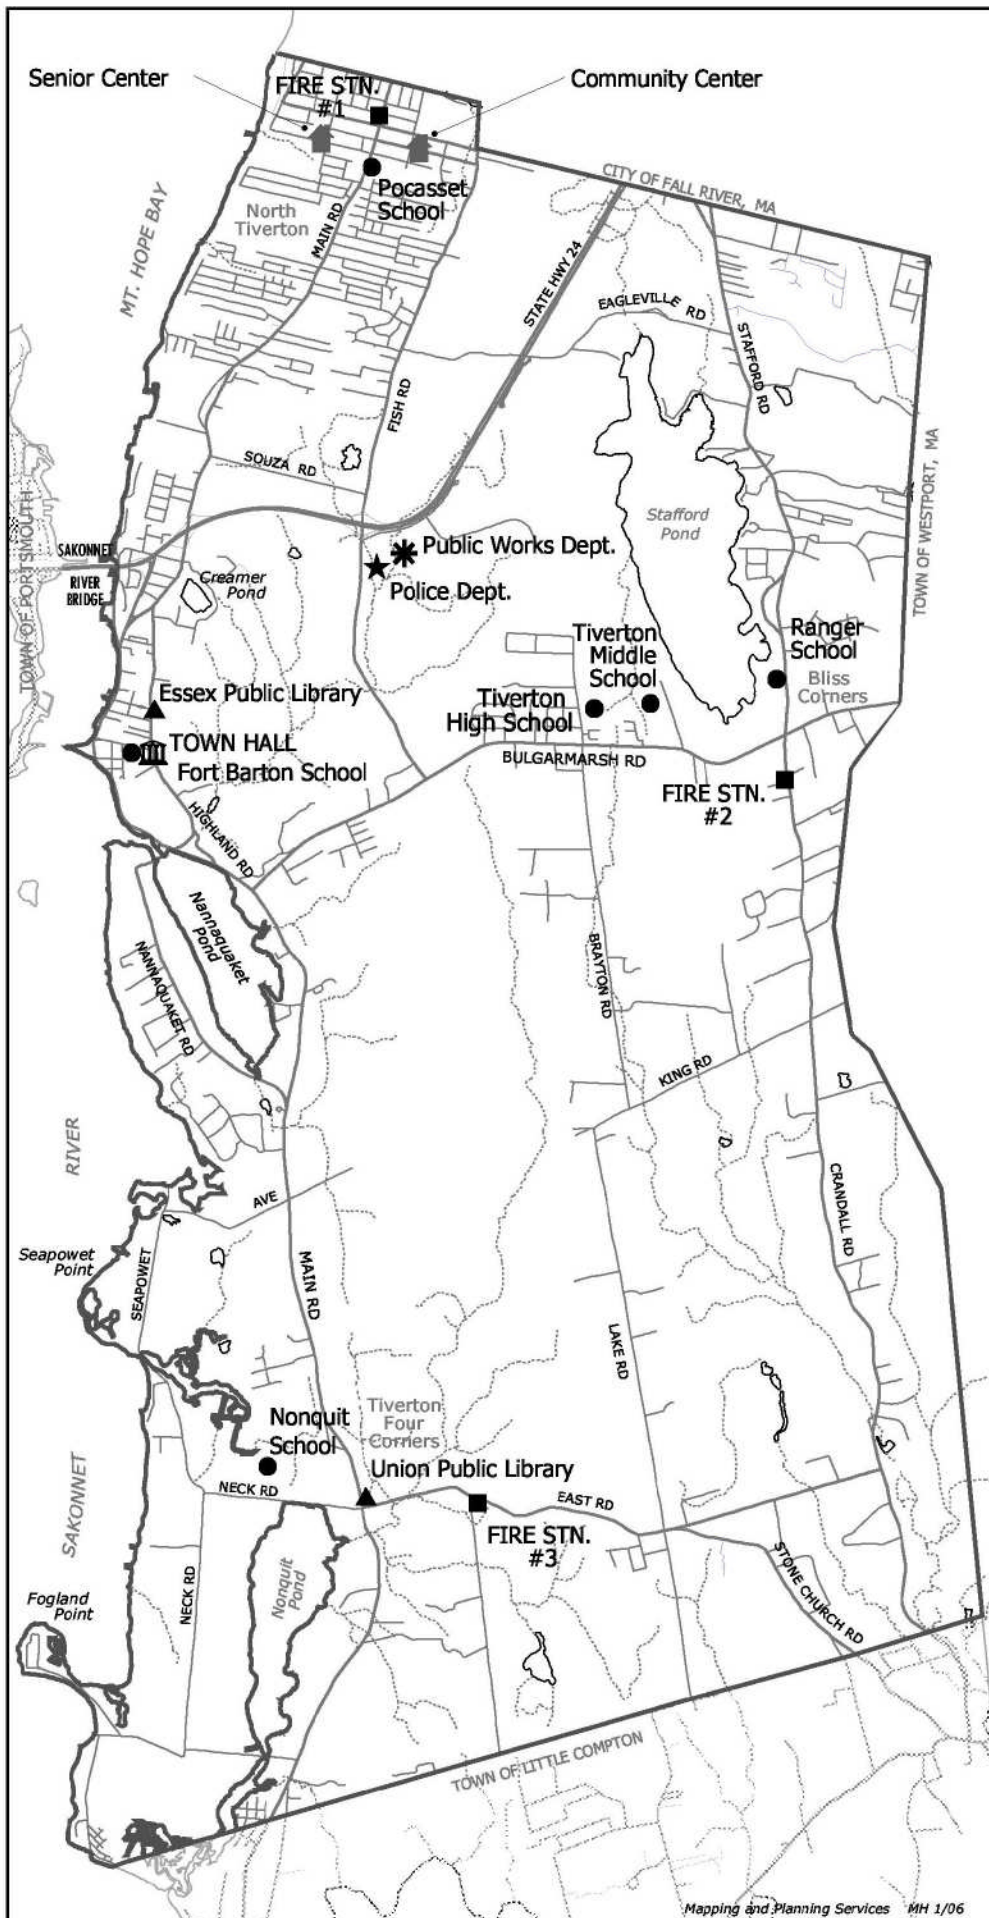 Senior Center
FIRE STN.
#1
Community Center
Pocasset
School
CITY OF FALL RIVER, MA
North
Tiverton
MAIN RD
MT. HOPE BAY
STATE HWY 24
EAGLEVILLE RD
STAFFORD RD
FISH RD
SOUZA RD
TOWN OF WESTPORT, MA
Stafford
Pond
TOWN OF PORTSMOUTH
SAKONNET
RIVER
BRIDGE
Creamer
Pond
Public Works Dept.
Police Dept.
Tiverton
Middle
School
Ranger
School
Bliss
Corners
Essex Public Library
Tiverton
High School
TOWN HALL
Fort Barton School
BULGARMARSH RD
FIRE STN.
#2
HIGHLAND RD
Nannaquaket
Pond
NANNAQUAKET RD
BRAYTON RD
KING RD
RIVER
AVE
CRANDALL RD
Seapowet
Point
SEAPOWET
MAIN RD
LAKE RD
Tiverton
Four
Corners
Nonquit
School
Union Public Library
NECK RD
EAST RD
SAKONNET
FIRE STN.
#3
STONE CHURCH RD
Nonquit
Pond
NECK RD
Fogland
Point
TOWN OF LITTLE COMPTON
Mapping and Planning Services MH 1/06